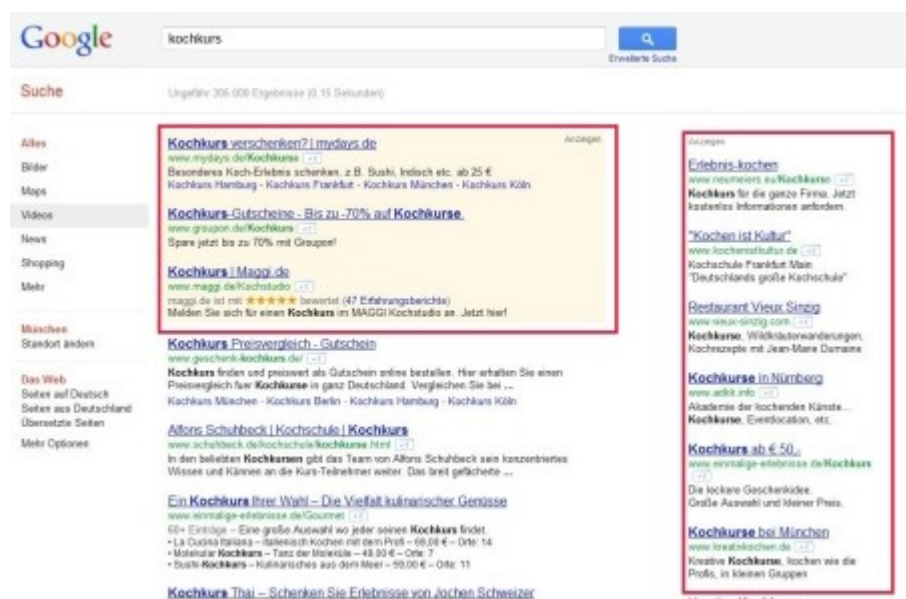 Google
kochkurs
Erweiterte Suche
Suche
Ungefähr 306.000 Ergebnisse (0,15 Sekunden)
Alles
Bilder
Maps
Videos
News
Shopping
Mehr
München
Standort ändern
Das Web
Seiten auf Deutsch
Seiten aus Deutschland
Übersetzte Seiten
Mehr Optionen
Anzeigen
Kochkurs verschenken? | mydays.de
www.mydays.de/Kochkurse +1
Besonderes Koch-Erlebnis schenken, z.B. Sushi, Indisch etc. ab 25 €
Kochkurs Hamburg - Kochkurs Frankfurt - Kochkurs München - Kochkurs Köln
Kochkurs-Gutscheine - Bis zu -70% auf Kochkurse.
www.groupon.de/Kochkurs +1
Spare jetzt bis zu 70% mit Groupon!
Kochkurs | Maggi.de
www.maggi.de/Kochstudio +1
maggi.de ist mit ★★★★★ bewertet (47 Erfahrungsberichte)
Melden Sie sich für einen Kochkurs im MAGGI Kochstudio an. Jetzt hier!
Kochkurs Preisvergleich - Gutschein
www.geschenk-kochkurs.de/ +1
Kochkurs finden und preiswert als Gutschein online bestellen. Hier erhalten Sie einen
Preisvergleich fuer Kochkurse in ganz Deutschland. Vergleichen Sie bei ...
Kochkurs München - Kochkurs Berlin - Kochkurs Hamburg - Kochkurs Köln
Alfons Schuhbeck | Kochschule | Kochkurs
www.schuhbeck.de/kochschule/kochkurse.html +1
In den beliebten Kochkursen gibt das Team von Alfons Schuhbeck sein konzentriertes
Wissen und Können an die Kurs-Teilnehmer weiter. Das breit gefächerte ...
Ein Kochkurs Ihrer Wahl – Die Vielfalt kulinarischer Genüsse
www.einmalige-erlebnisse.de/Gourmet +1
60+ Einträge – Eine große Auswahl wo jeder seinen Kochkurs findet.
• La Cucina Italiana – italienisch Kochen mit dem Profi – 69,00 € – Orte: 14
• Molekular Kochkurs – Tanz der Moleküle – 49,00 € – Orte: 7
• Sushi-Kochkurs – Kulinarisches aus dem Meer – 59,00 € – Orte: 11
Kochkurs Thai – Schenken Sie Erlebnisse von Jochen Schweizer
Anzeigen
Erlebnis-kochen
www.neumeiers.eu/Kochkurse +1
Kochkurs für die ganze Firma. Jetzt
kostenlos Informationen anfordern.
"Kochen ist Kultur"
www.kochenistkultur.de +1
Kochschule Frankfurt Main
"Deutschlands große Kochschule"
Restaurant Vieux Sinzig
www.vieux-sinzig.com +1
Kochkurse, Wildkräuterwanderungen,
Kochrezepte mit Jean-Marie Dumaine
Kochkurse in Nürnberg
www.adkk.info +1
Akademie der kochenden Künste...
Kochkurse, Eventlocation, etc.
Kochkurs ab € 50,-
www.einmalige-erlebnisse.de/Kochkurs
+1
Die leckere Geschenkidee.
Große Auswahl und kleiner Preis.
Kochkurse bei München
www.kreativkochen.de +1
Kreative Kochkurse, kochen wie die
Profis, in kleinen Gruppen